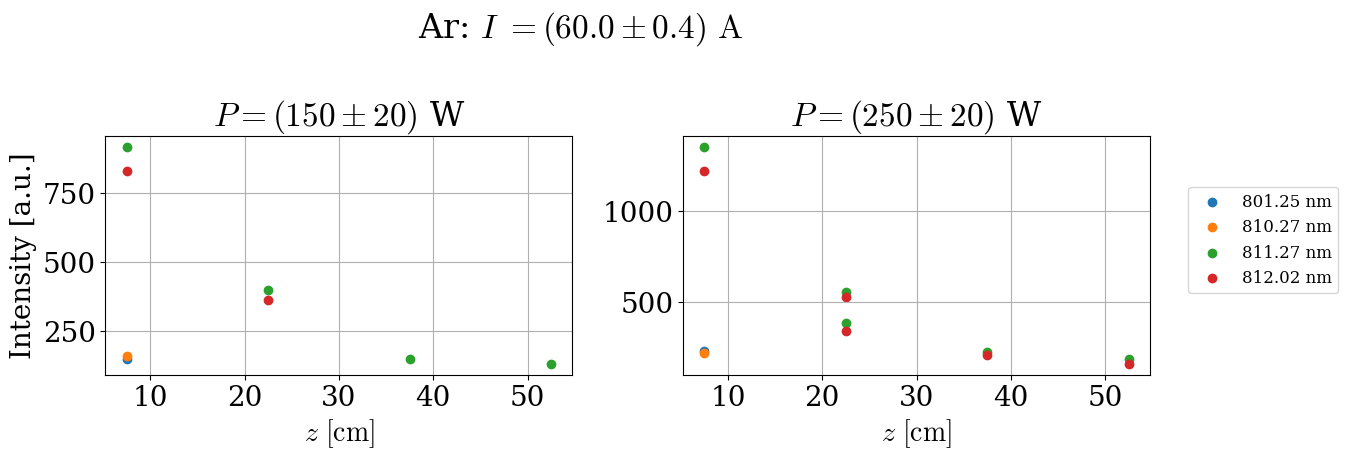 Ar: I = (60.0 ± 0.4) A
P = (150 ± 20) W
Intensity [a.u.]
750
500
250
10 20 30 40 50
z [cm]
P = (250 ± 20) W
1000
500
10 20 30 40 50
z [cm]
801.25 nm
810.27 nm
811.27 nm
812.02 nm